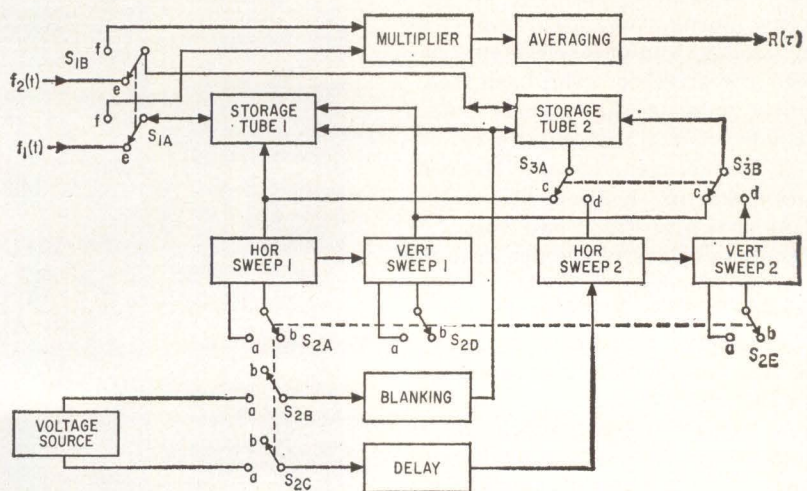 f
S1B
MULTIPLIER
AVERAGING
R(τ)
f2(t)
e
f
STORAGE
TUBE 1
STORAGE
TUBE 2
f1(t)
e
S1A
S3A
S3B
c
d
c
d
HOR
SWEEP 1
VERT
SWEEP 1
HOR
SWEEP 2
VERT
SWEEP 2
a
b
S2A
a
b
S2D
a
b
S2E
b
a
S2B
BLANKING
VOLTAGE
SOURCE
b
a
S2C
DELAY